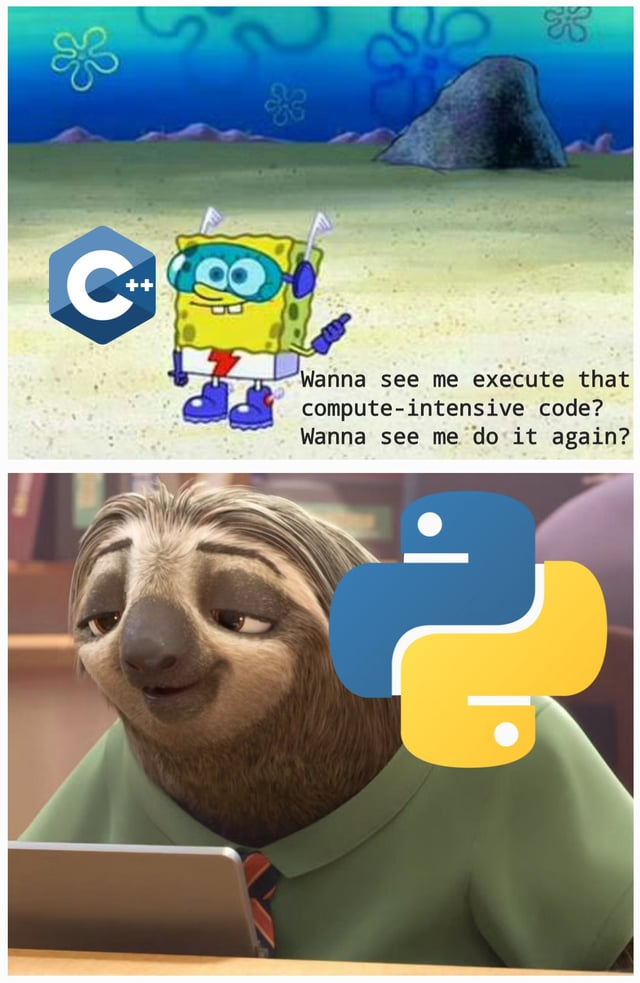 C++
Wanna see me execute that
compute-intensive code?
Wanna see me do it again?